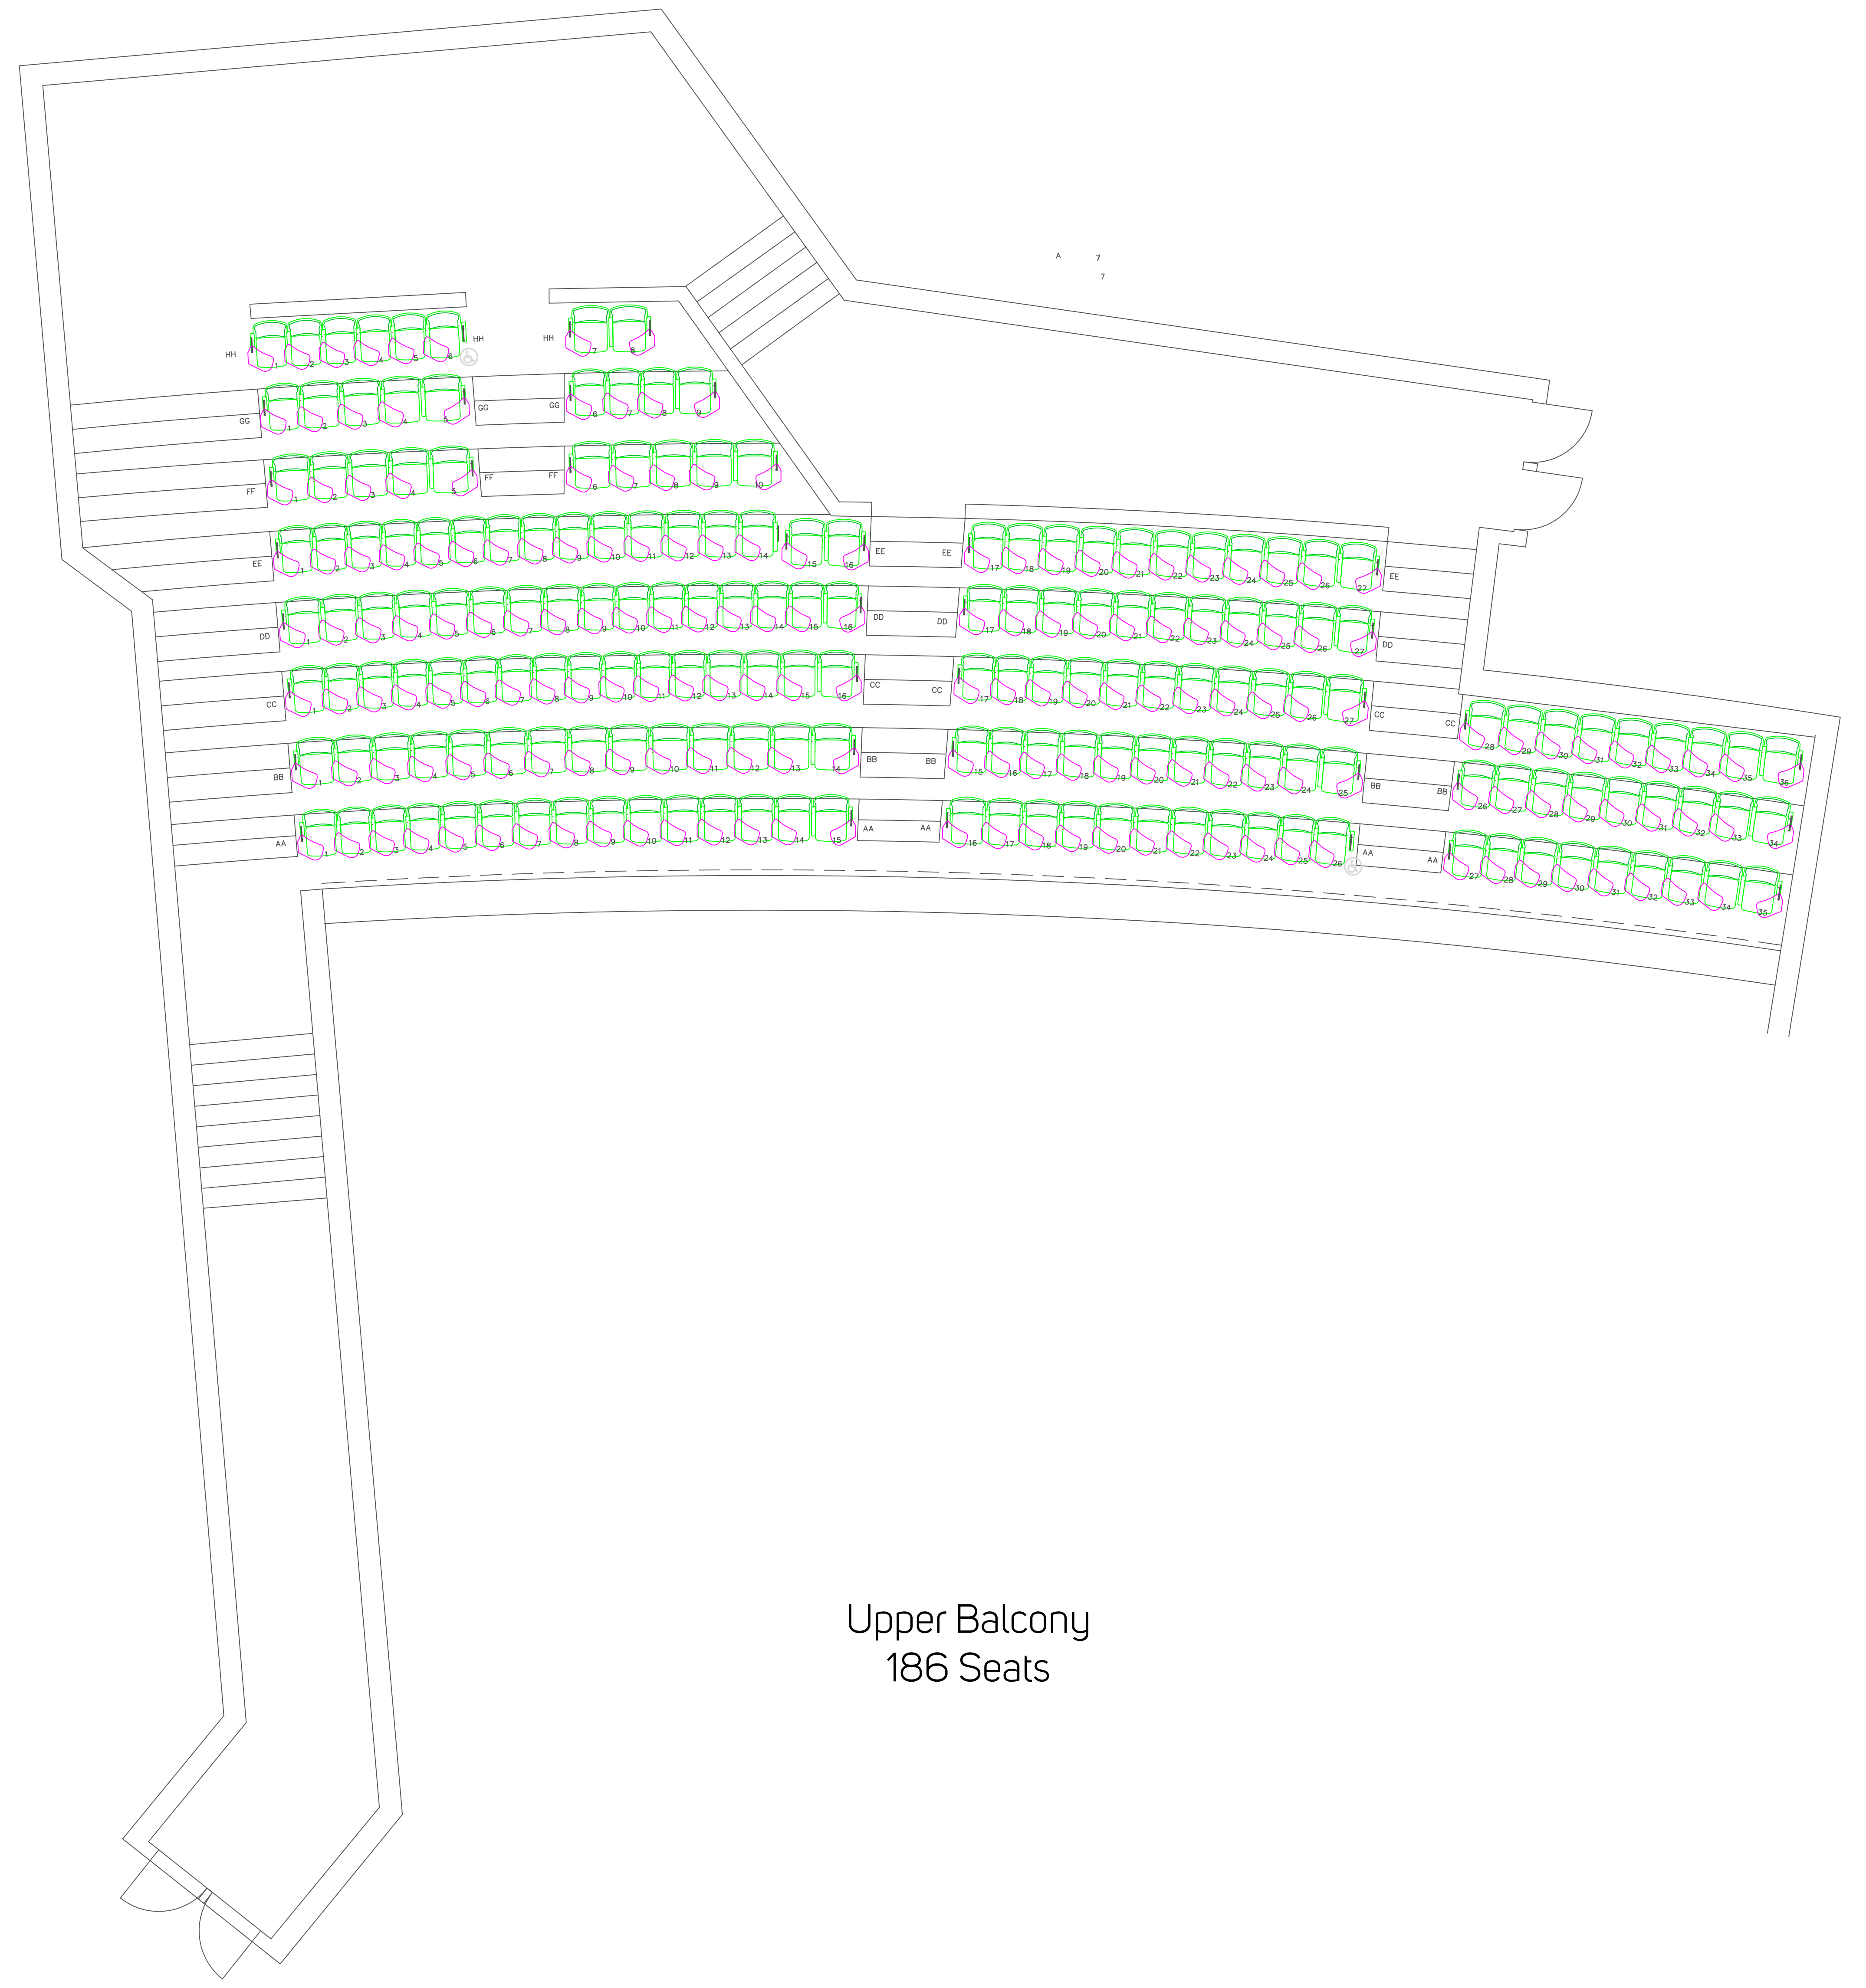 A 7
7
HH 1 2 3 4 5 6 HH HH 7 8
GG 1 2 3 4 5 GG GG 6 7 8 9
FF 1 2 3 4 5 FF FF 6 7 8 9 10
EE 1 2 3 4 5 6 7 8 9 10 11 12 13 14 15 16 EE EE 17 18 19 20 21 22 23 24 25 26 27 EE
DD 1 2 3 4 5 6 7 8 9 10 11 12 13 14 15 16 DD DD 17 18 19 20 21 22 23 24 25 26 27 DD
CC 1 2 3 4 5 6 7 8 9 10 11 12 13 14 15 16 CC CC 17 18 19 20 21 22 23 24 25 26 27 CC CC 28 29 30 31 32 33 34 35 36
BB 1 2 3 4 5 6 7 8 9 10 11 12 13 14 BB BB 15 16 17 18 19 20 21 22 23 24 25 BB BB 26 27 28 29 30 31 32 33 34
AA 1 2 3 4 5 6 7 8 9 10 11 12 13 14 15 AA AA 16 17 18 19 20 21 22 23 24 25 26 AA AA 27 28 29 30 31 32 33 34 35
Upper Balcony
186 Seats